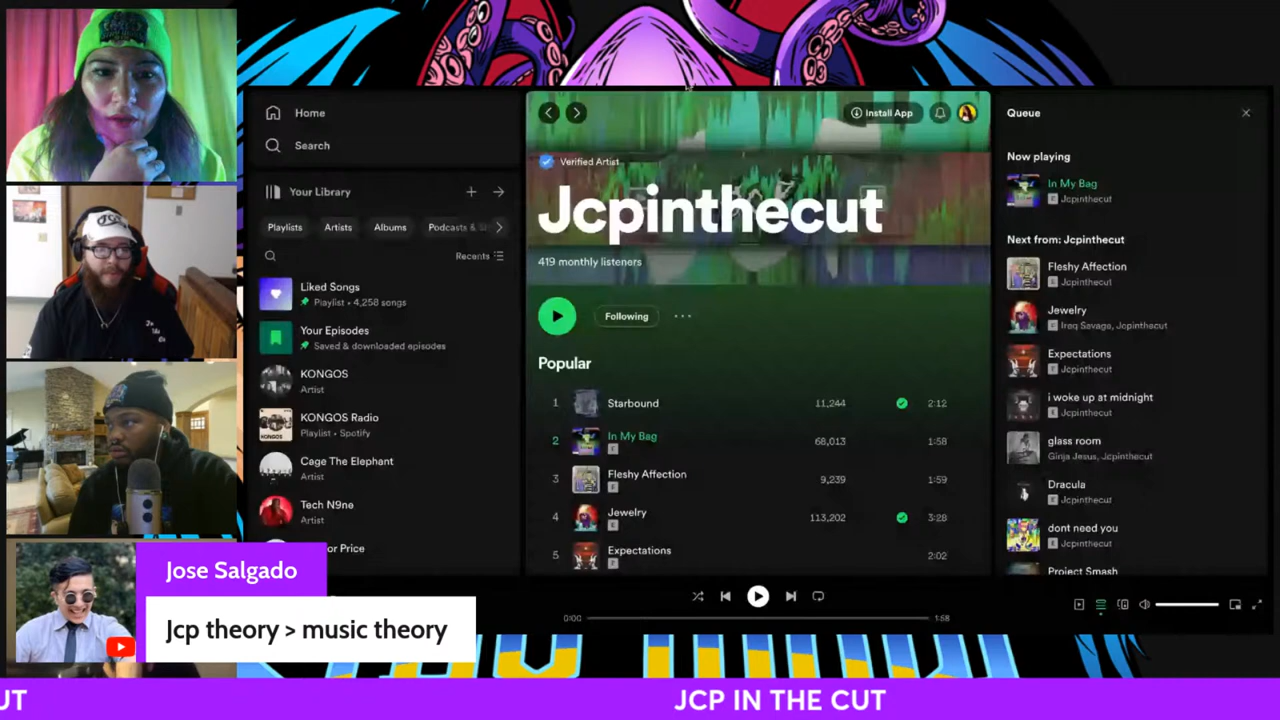 Home
Search
Your Library
Playlists
Artists
Albums
Podcasts &
Recents
Liked Songs
Playlist • 4,258 songs
Your Episodes
Saved & downloaded episodes
KONGOS
Artist
KONGOS Radio
Playlist • Spotify
Cage The Elephant
Artist
Tech N9ne
Artist
or Price
Install App
Verified Artist
Jcpinthecut
419 monthly listeners
Following
Popular
1 Starbound 11,244 2:12
2 In My Bag 68,013 1:58
E
3 Fleshy Affection 9,239 1:59
E
4 Jewelry 113,202 3:28
E
5 Expectations 2:02
E
Queue
Now playing
In My Bag
E Jcpinthecut
Next from: Jcpinthecut
Fleshy Affection
E Jcpinthecut
Jewelry
E Ireq Savage, Jcpinthecut
Expectations
E Jcpinthecut
i woke up at midnight
E Jcpinthecut
glass room
Ginja Jesus, Jcpinthecut
Dracula
E Jcpinthecut
dont need you
E Jcpinthecut
Project Smash
0:00
1:58
Jose Salgado
Jcp theory > music theory
UT
JCP IN THE CUT